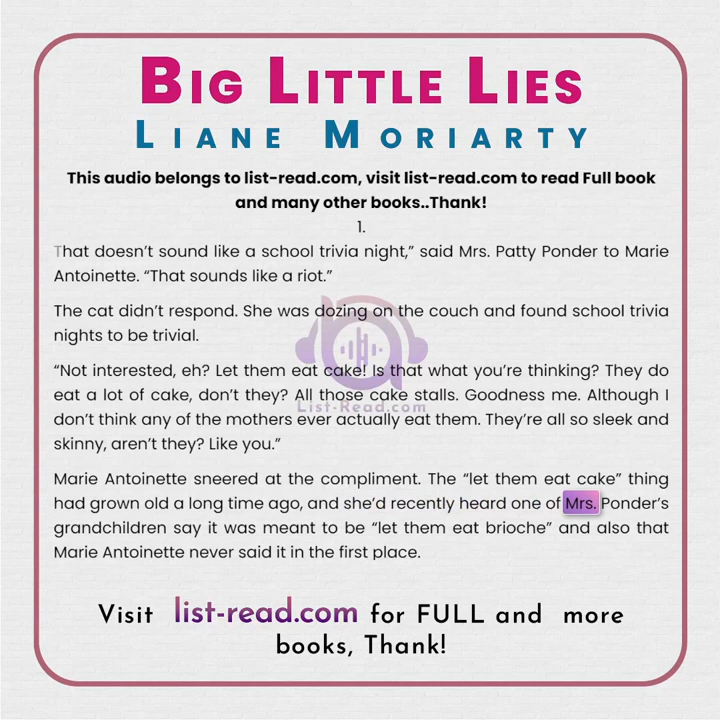 BIG LITTLE LIES
LIANE MORIARTY
This audio belongs to list-read.com, visit list-read.com to read Full book
and many other books..Thank!
1.
That doesn’t sound like a school trivia night,” said Mrs. Patty Ponder to Marie
Antoinette. “That sounds like a riot.”
The cat didn’t respond. She was dozing on the couch and found school trivia
nights to be trivial.
“Not interested, eh? Let them eat cake! Is that what you’re thinking? They do
eat a lot of cake, don’t they? All those cake stalls. Goodness me. Although I
don’t think any of the mothers ever actually eat them. They’re all so sleek and
skinny, aren’t they? Like you.”
List-Read.com
Marie Antoinette sneered at the compliment. The “let them eat cake” thing
had grown old a long time ago, and she’d recently heard one of Mrs. Ponder’s
grandchildren say it was meant to be “let them eat brioche” and also that
Marie Antoinette never said it in the first place.
Visit list-read.com for FULL and more
books, Thank!